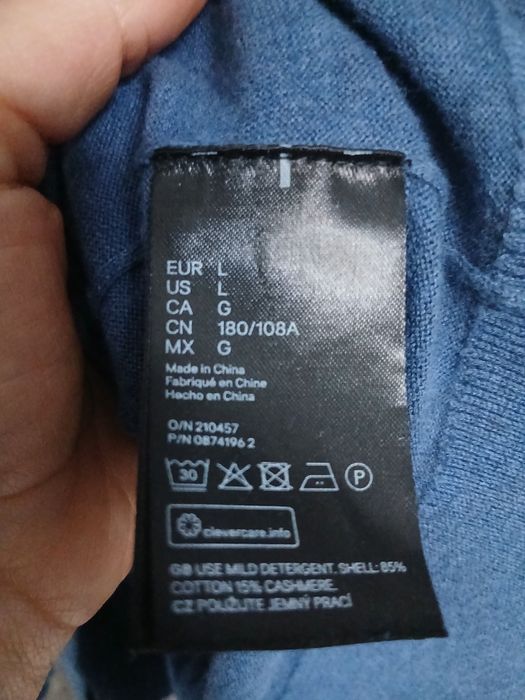 EUR L
US L
CA G
CN 180/108A
MX G
Made in China
Fabriqué en Chine
Hecho en China
O/N 210457
P/N 0874196 2
30
P
clevercare.info
GB USE MILD DETERGENT. SHELL: 85%
COTTON 15% CASHMERE.
CZ POUŽIJTE JEMNÝ PRACÍ